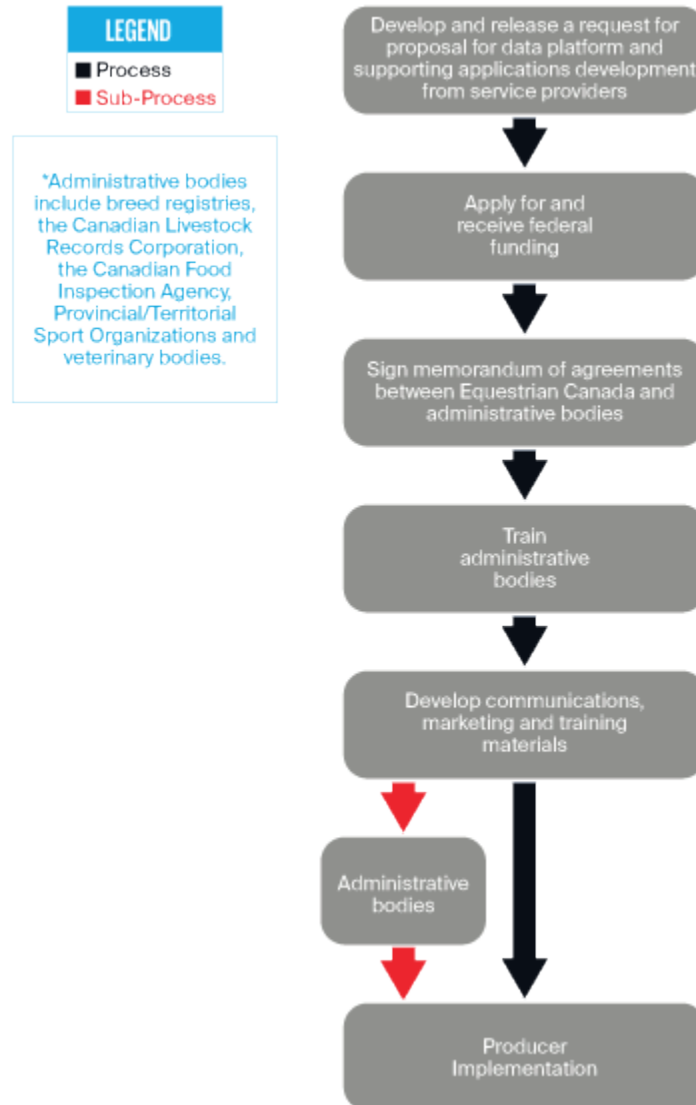 LEGEND
Process
Sub-Process
*Administrative bodies
include breed registries,
the Canadian Livestock
Records Corporation,
the Canadian Food
Inspection Agency,
Provincial/Territorial
Sport Organizations and
veterinary bodies.
Develop and release a request for
proposal for data platform and
supporting applications development
from service providers
Apply for and
receive federal
funding
Sign memorandum of agreements
between Equestrian Canada and
administrative bodies
Train
administrative
bodies
Develop communications,
marketing and training
materials
Administrative
bodies
Producer
Implementation